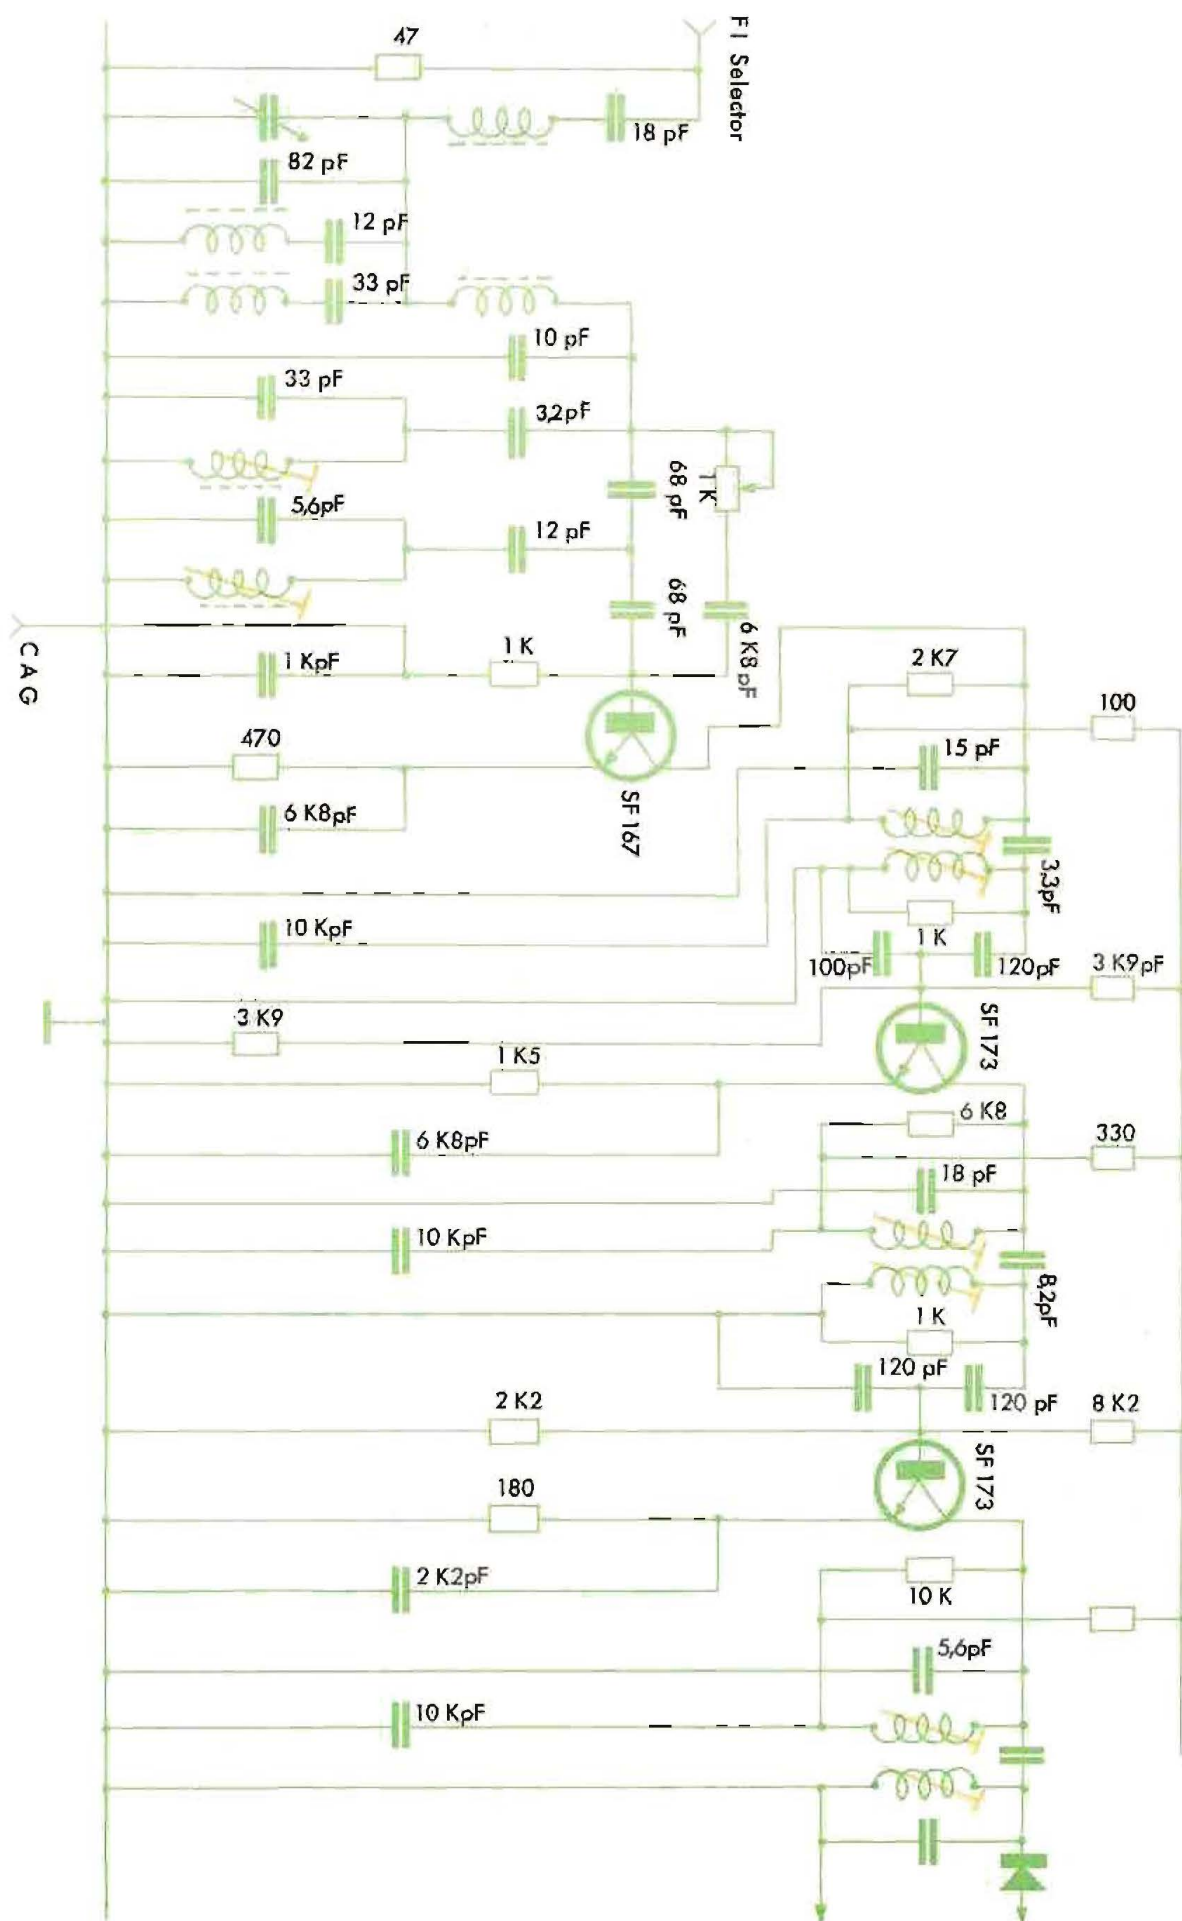 47
FI Selector
18 pF
82 pF
12 pF
33 pF
10 pF
33 pF
3,2pF
68 pF
1 K
5,6pF
12 pF
68 pF
6 K8pF
CAG
1 KpF
1 K
2 K7
100
470
15 pF
SF 167
6 K8pF
3,3pF
10 KpF
1 K
100pF
120pF
3 K9pF
3 K9
SF 173
1 K5
6 K8
6 K8pF
330
18 pF
10 KpF
8,2pF
1 K
120 pF
120 pF
2 K2
8 K2
SF 173
180
2 K2pF
10 K
5,6pF
10 KpF